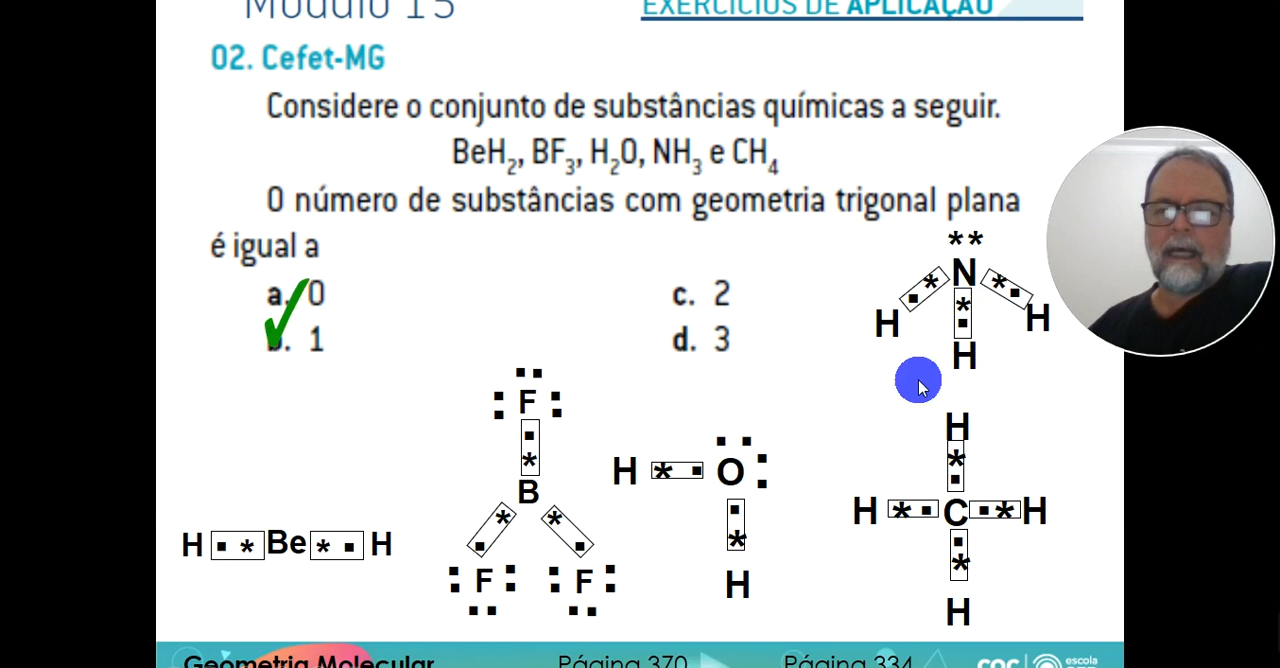 Módulo 15
EXERCÍCIOS DE APLICAÇÃO
02. Cefet-MG
Considere o conjunto de substâncias químicas a seguir.
BeH₂, BF₃, H₂O, NH₃ e CH₄
O número de substâncias com geometria trigonal plana
é igual a
a. 0
b. 1
c. 2
d. 3
**
N
H H
H
F
B
F F
H Be H
H O
H
H
H C H
H
Geometria Molecular
Página 370
Página 334
coc
escola